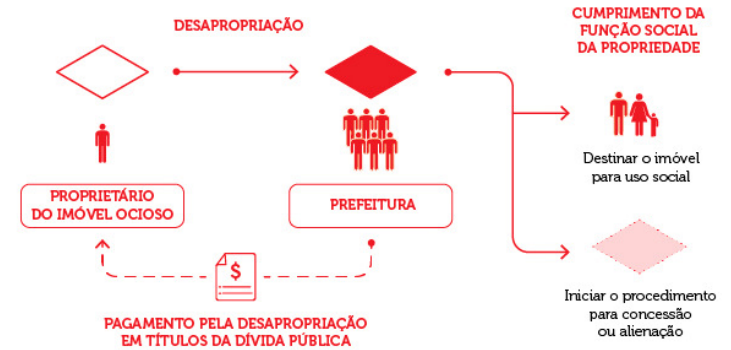 DESAPROPRIAÇÃO
CUMPRIMENTO DA
FUNÇÃO SOCIAL
DA PROPRIEDADE
Destinar o imóvel
para uso social
PROPRIETÁRIO
DO IMÓVEL OCIOSO
PREFEITURA
$
Iniciar o procedimento
para concessão
ou alienação
PAGAMENTO PELA DESAPROPRIAÇÃO
EM TÍTULOS DA DÍVIDA PÚBLICA